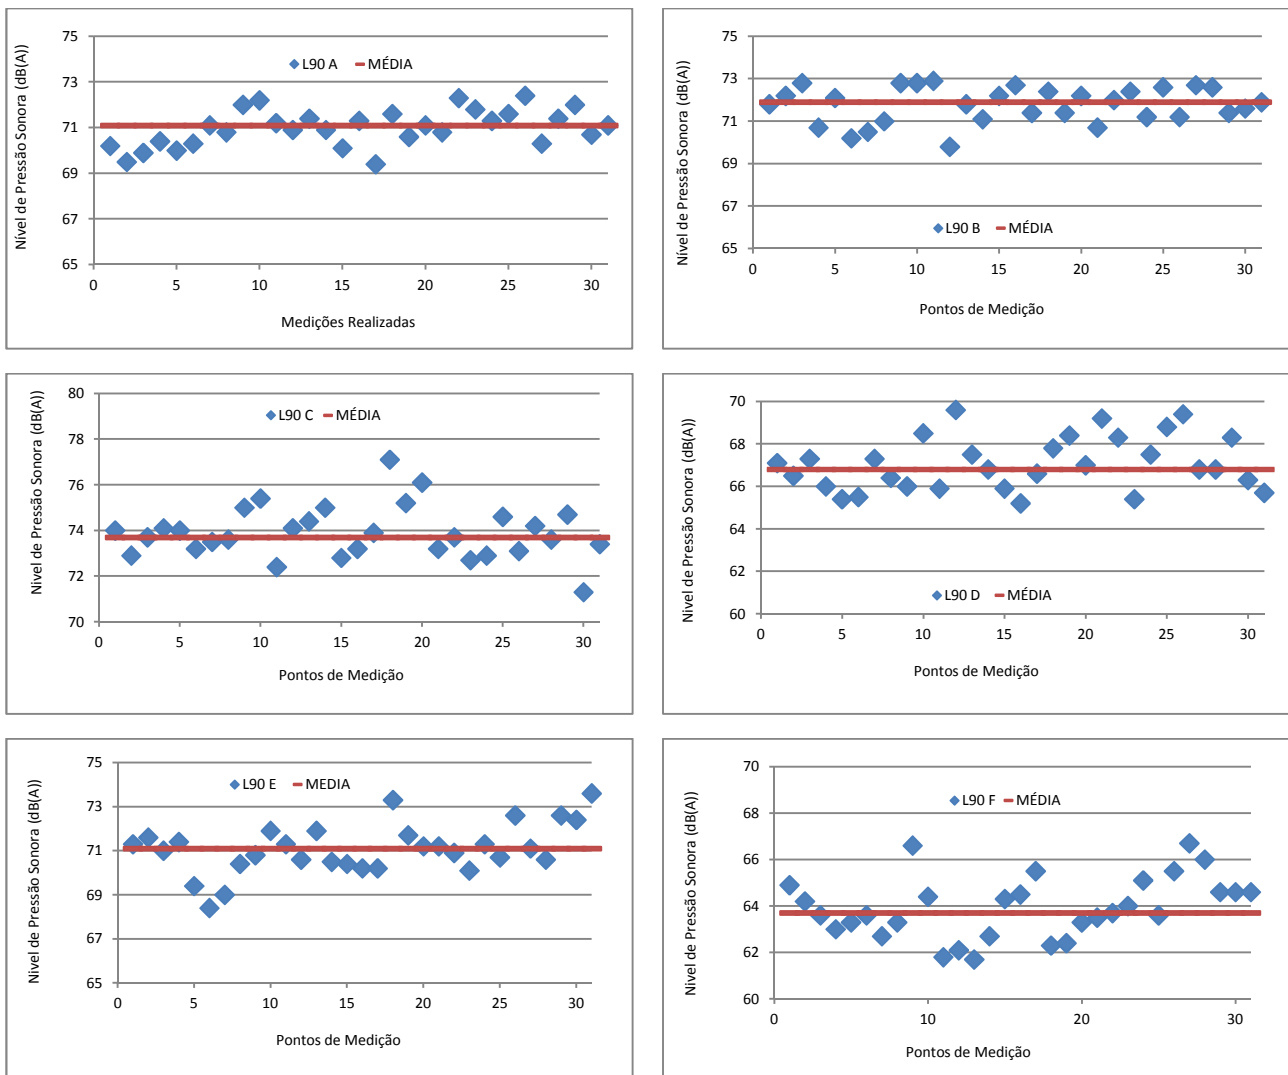 75
73
71
69
67
65
0 5 10 15 20 25 30
Nível de Pressão Sonora (dB(A))
Medições Realizadas
L90 A MÉDIA
75
73
71
69
67
65
0 5 10 15 20 25 30
Nível de Pressão Sonora (dB(A))
Pontos de Medição
L90 B MÉDIA
80
78
76
74
72
70
0 5 10 15 20 25 30
Nivel de Pressão Sonora (dB(A))
Pontos de Medição
L90 C MÉDIA
70
68
66
64
62
60
0 5 10 15 20 25 30
Nivel de Pressão Sonora (dB(A))
Pontos de Medição
L90 D MÉDIA
75
73
71
69
67
65
0 5 10 15 20 25 30
Nivel de Pressão Sonora (dB(A))
Pontos de Medição
L90 E MEDIA
70
68
66
64
62
60
0 10 20 30
Nivel de Pressão Sonora (dB(A))
Pontos de Medição
L90 F MÉDIA